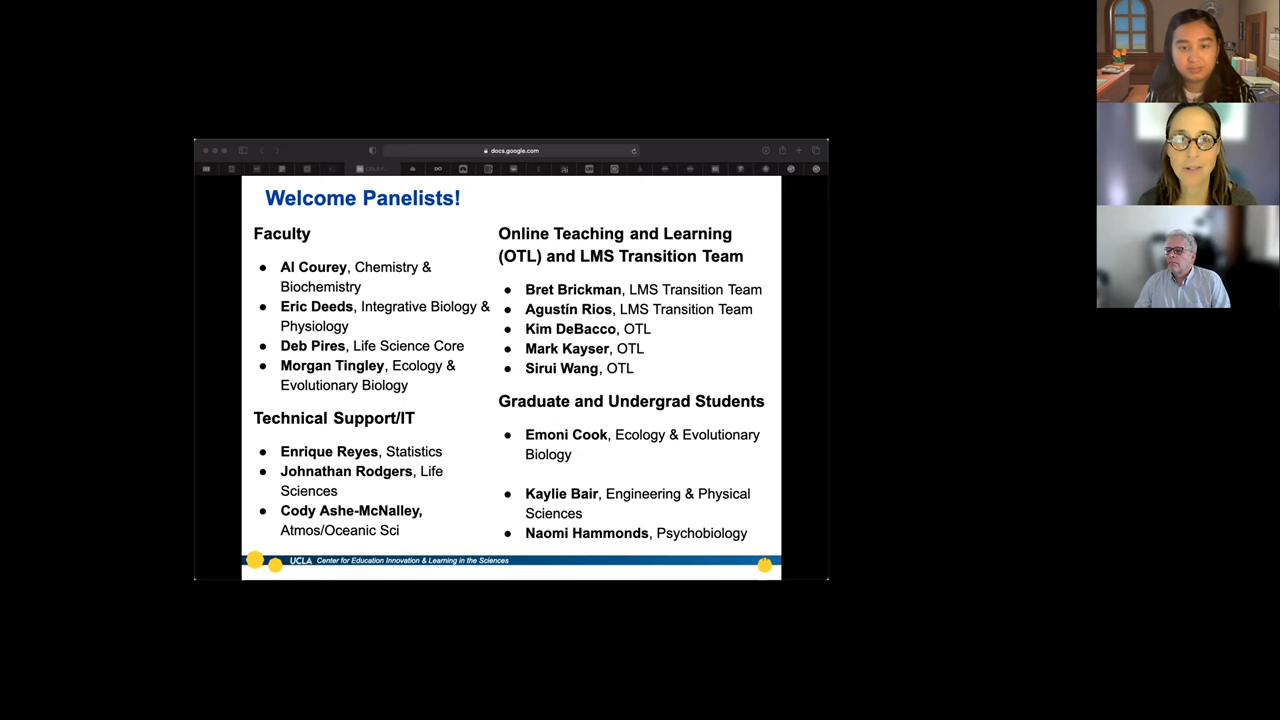 docs.google.com
Welcome Panelists!
Faculty
● Al Courey, Chemistry &
Biochemistry
● Eric Deeds, Integrative Biology &
Physiology
● Deb Pires, Life Science Core
● Morgan Tingley, Ecology &
Evolutionary Biology
Technical Support/IT
● Enrique Reyes, Statistics
● Johnathan Rodgers, Life
Sciences
● Cody Ashe-McNalley,
Atmos/Oceanic Sci
Online Teaching and Learning
(OTL) and LMS Transition Team
● Bret Brickman, LMS Transition Team
● Agustín Rios, LMS Transition Team
● Kim DeBacco, OTL
● Mark Kayser, OTL
● Sirui Wang, OTL
Graduate and Undergrad Students
● Emoni Cook, Ecology & Evolutionary
Biology
● Kaylie Bair, Engineering & Physical
Sciences
● Naomi Hammonds, Psychobiology
UCLA Center for Education Innovation & Learning in the Sciences